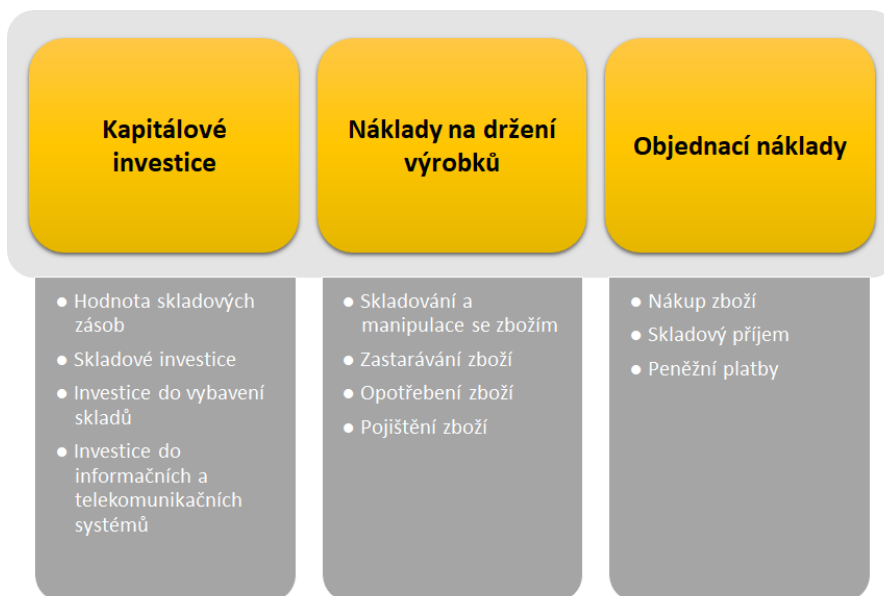 Kapitálové
investice
● Hodnota skladových
zásob
● Skladové investice
● Investice do vybavení
skladů
● Investice do
informačních a
telekomunikačních
systémů
Náklady na držení
výrobků
● Skladování a
manipulace se zbožím
● Zastarávání zboží
● Opotřebení zboží
● Pojištění zboží
Objednací náklady
● Nákup zboží
● Skladový příjem
● Peněžní platby